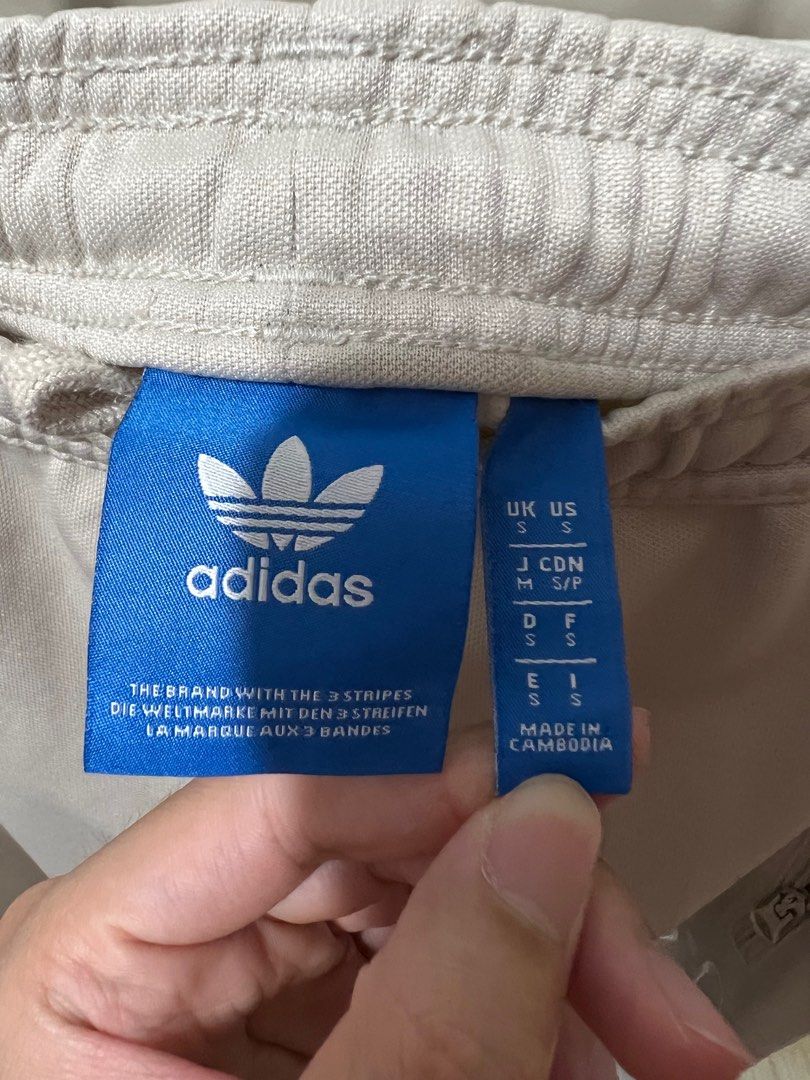 adidas
THE BRAND WITH THE 3 STRIPES
DIE WELTMARKE MIT DEN 3 STREIFEN
LA MARQUE AUX 3 BANDES
UK US
S S
J CDN
M S/P
D F
S S
E I
S S
MADE IN
CAMBODIA